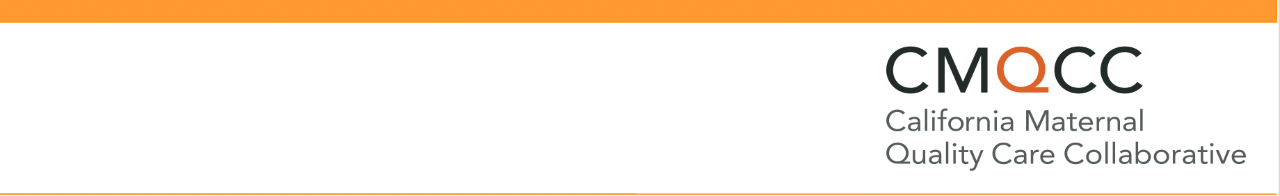 CMQCC
California Maternal
Quality Care Collaborative